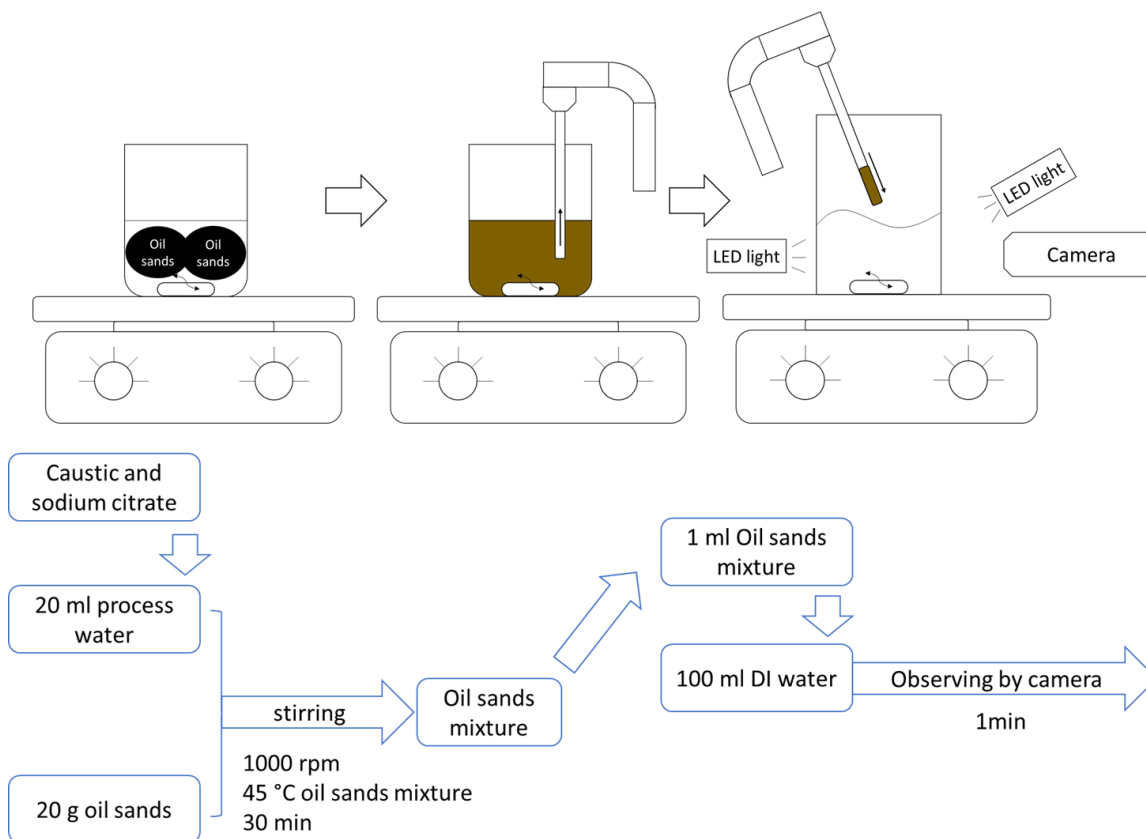 Oil
sands
Oil
sands
LED light
LED light
Camera
Caustic and
sodium citrate
20 ml process
water
20 g oil sands
stirring
1000 rpm
45 °C oil sands mixture
30 min
Oil sands
mixture
1 ml Oil sands
mixture
100 ml DI water
Observing by camera
1min